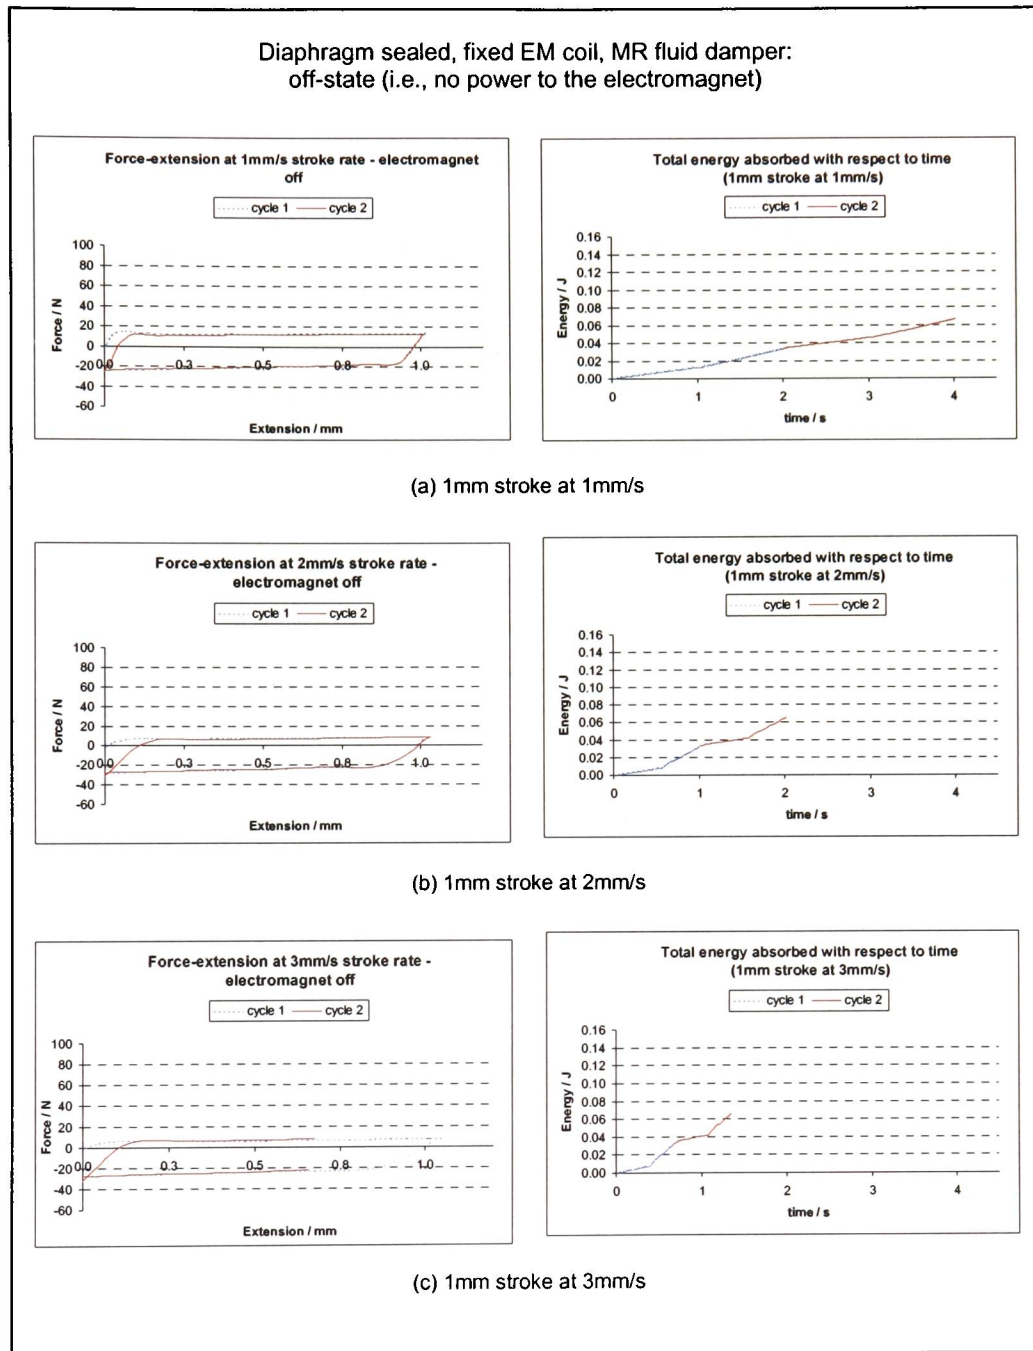 Diaphragm sealed, fixed EM coil, MR fluid damper:
off-state (i.e., no power to the electromagnet)
Force-extension at 1mm/s stroke rate - electromagnet
off
cycle 1 cycle 2
100
80
60
40
20
0
-20
-40
-60
Force / N
0.0 0.3 0.5 0.8 1.0
Extension / mm
Total energy absorbed with respect to time
(1mm stroke at 1mm/s)
cycle 1 cycle 2
0.16
0.14
0.12
0.10
0.08
0.06
0.04
0.02
0.00
Energy / J
0 1 2 3 4
time / s
(a) 1mm stroke at 1mm/s
Force-extension at 2mm/s stroke rate -
electromagnet off
cycle 1 cycle 2
100
80
60
40
20
0
-20
-40
-60
Force / N
0.0 0.3 0.5 0.8 1.0
Extension / mm
Total energy absorbed with respect to time
(1mm stroke at 2mm/s)
cycle 1 cycle 2
0.16
0.14
0.12
0.10
0.08
0.06
0.04
0.02
0.00
Energy / J
0 1 2 3 4
time / s
(b) 1mm stroke at 2mm/s
Force-extension at 3mm/s stroke rate -
electromagnet off
cycle 1 cycle 2
100
80
60
40
20
0
-20
-40
-60
Force / N
0.0 0.3 0.5 0.8 1.0
Extension / mm
Total energy absorbed with respect to time
(1mm stroke at 3mm/s)
cycle 1 cycle 2
0.16
0.14
0.12
0.10
0.08
0.06
0.04
0.02
0.00
Energy / J
0 1 2 3 4
time / s
(c) 1mm stroke at 3mm/s